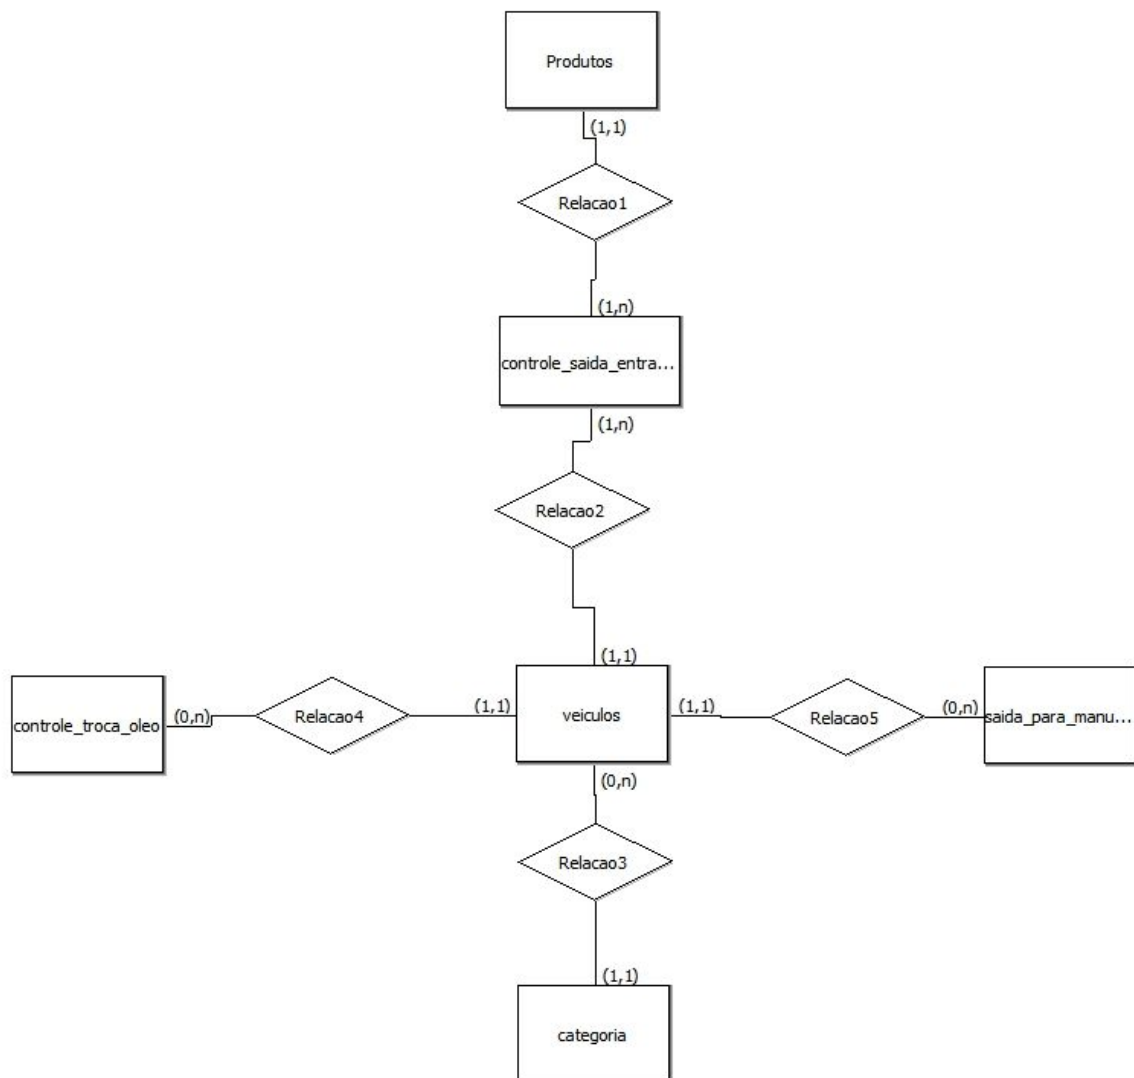 Produtos
(1,1)
Relacao1
(1,n)
controle_saida_entra...
(1,n)
Relacao2
(1,1)
controle_troca_oleo
(0,n)
Relacao4
(1,1)
veiculos
(1,1)
Relacao5
(0,n)
saida_para_manu...
(0,n)
Relacao3
(1,1)
categoria